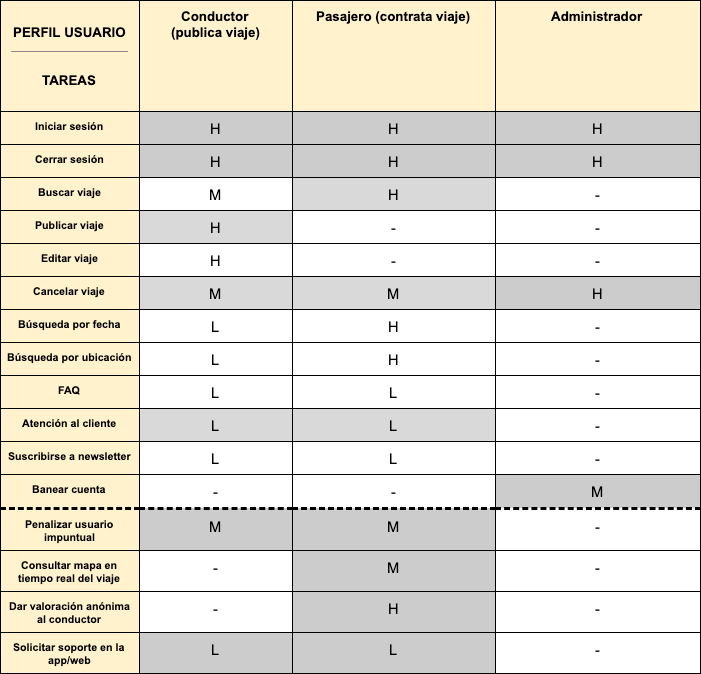 PERFIL USUARIO
TAREAS
Conductor
(publica viaje)
Pasajero (contrata viaje)
Administrador
Iniciar sesión H H H
Cerrar sesión H H H
Buscar viaje M H -
Publicar viaje H - -
Editar viaje H - -
Cancelar viaje M M H
Búsqueda por fecha L H -
Búsqueda por ubicación L H -
FAQ L L -
Atención al cliente L L -
Suscribirse a newsletter L L -
Banear cuenta - - M
Penalizar usuario
impuntual M M -
Consultar mapa en
tiempo real del viaje - M -
Dar valoración anónima
al conductor - H -
Solicitar soporte en la
app/web L L -